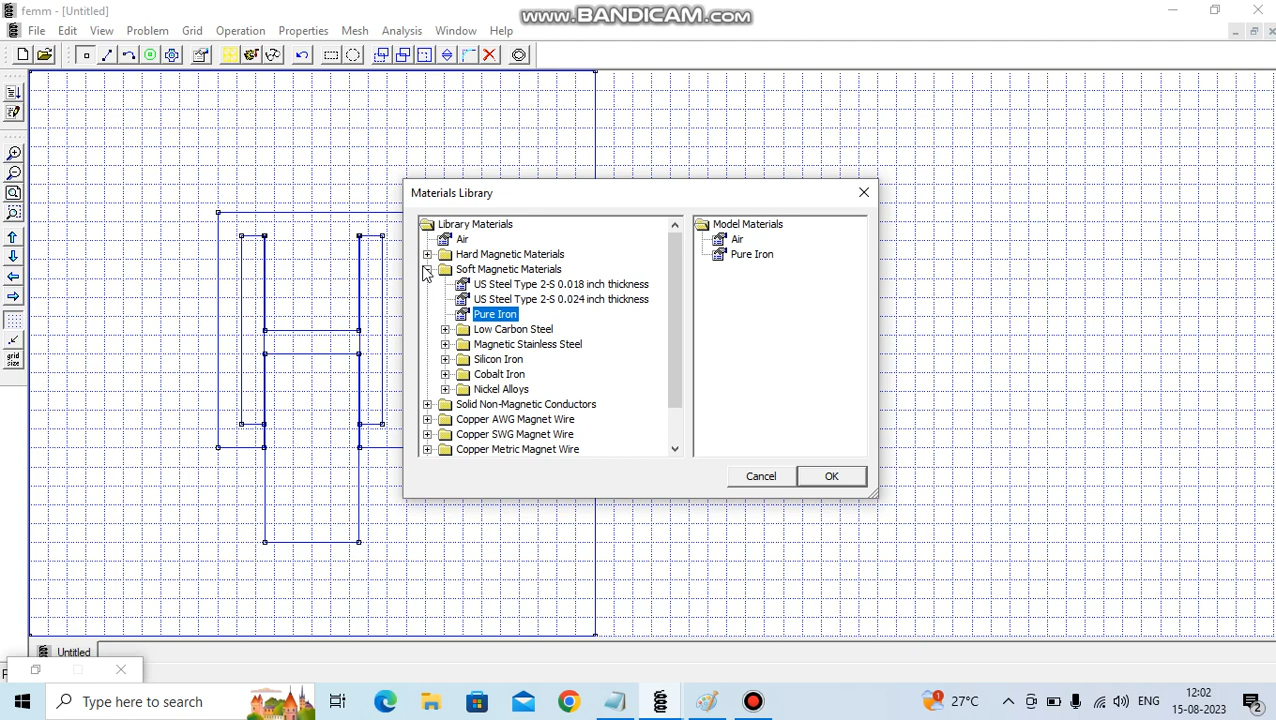 femm - [Untitled]
www.BANDICAM.com
File Edit View Problem Grid Operation Properties Mesh Analysis Window Help
Materials Library
Library Materials
Air
Hard Magnetic Materials
Soft Magnetic Materials
US Steel Type 2-S 0.018 inch thickness
US Steel Type 2-S 0.024 inch thickness
Pure Iron
Low Carbon Steel
Magnetic Stainless Steel
Silicon Iron
Cobalt Iron
Nickel Alloys
Solid Non-Magnetic Conductors
Copper AWG Magnet Wire
Copper SWG Magnet Wire
Copper Metric Magnet Wire
Model Materials
Air
Pure Iron
Cancel OK
grid
size
Untitled
Type here to search
27°C
ENG
12:02
15-08-2023
1
2